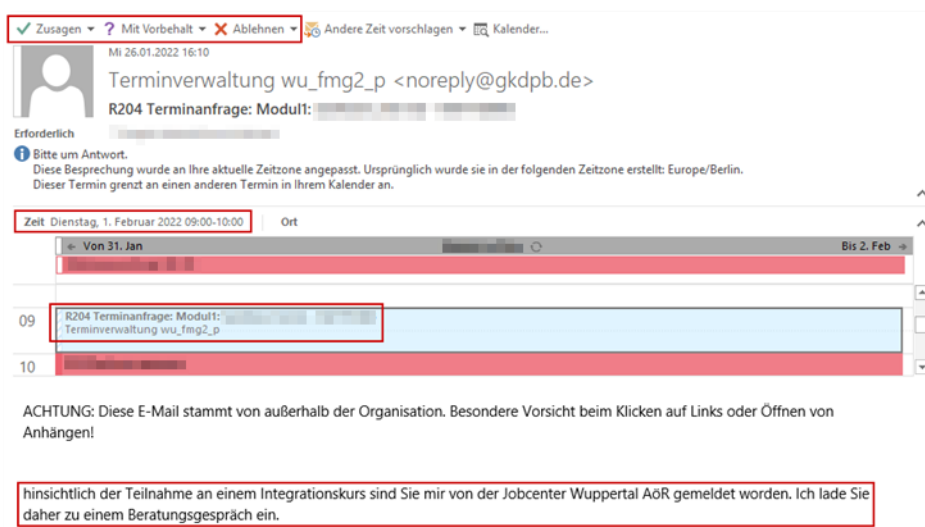 Zusagen ? Mit Vorbehalt Ablehnen Andere Zeit vorschlagen Kalender...
Mi 26.01.2022 16:10
Terminverwaltung wu_fmg2_p <noreply@gkdpb.de>
R204 Terminanfrage: Modul1:
Erforderlich
Bitte um Antwort.
Diese Besprechung wurde an Ihre aktuelle Zeitzone angepasst. Ursprünglich wurde sie in der folgenden Zeitzone erstellt: Europe/Berlin.
Dieser Termin grenzt an einen anderen Termin in Ihrem Kalender an.
Zeit Dienstag, 1. Februar 2022 09:00-10:00 Ort
Von 31. Jan Bis 2. Feb
09 R204 Terminanfrage: Modul1:
Terminverwaltung wu_fmg2_p
10
ACHTUNG: Diese E-Mail stammt von außerhalb der Organisation. Besondere Vorsicht beim Klicken auf Links oder Öffnen von
Anhängen!
hinsichtlich der Teilnahme an einem Integrationskurs sind Sie mir von der Jobcenter Wuppertal AöR gemeldet worden. Ich lade Sie
daher zu einem Beratungsgespräch ein.